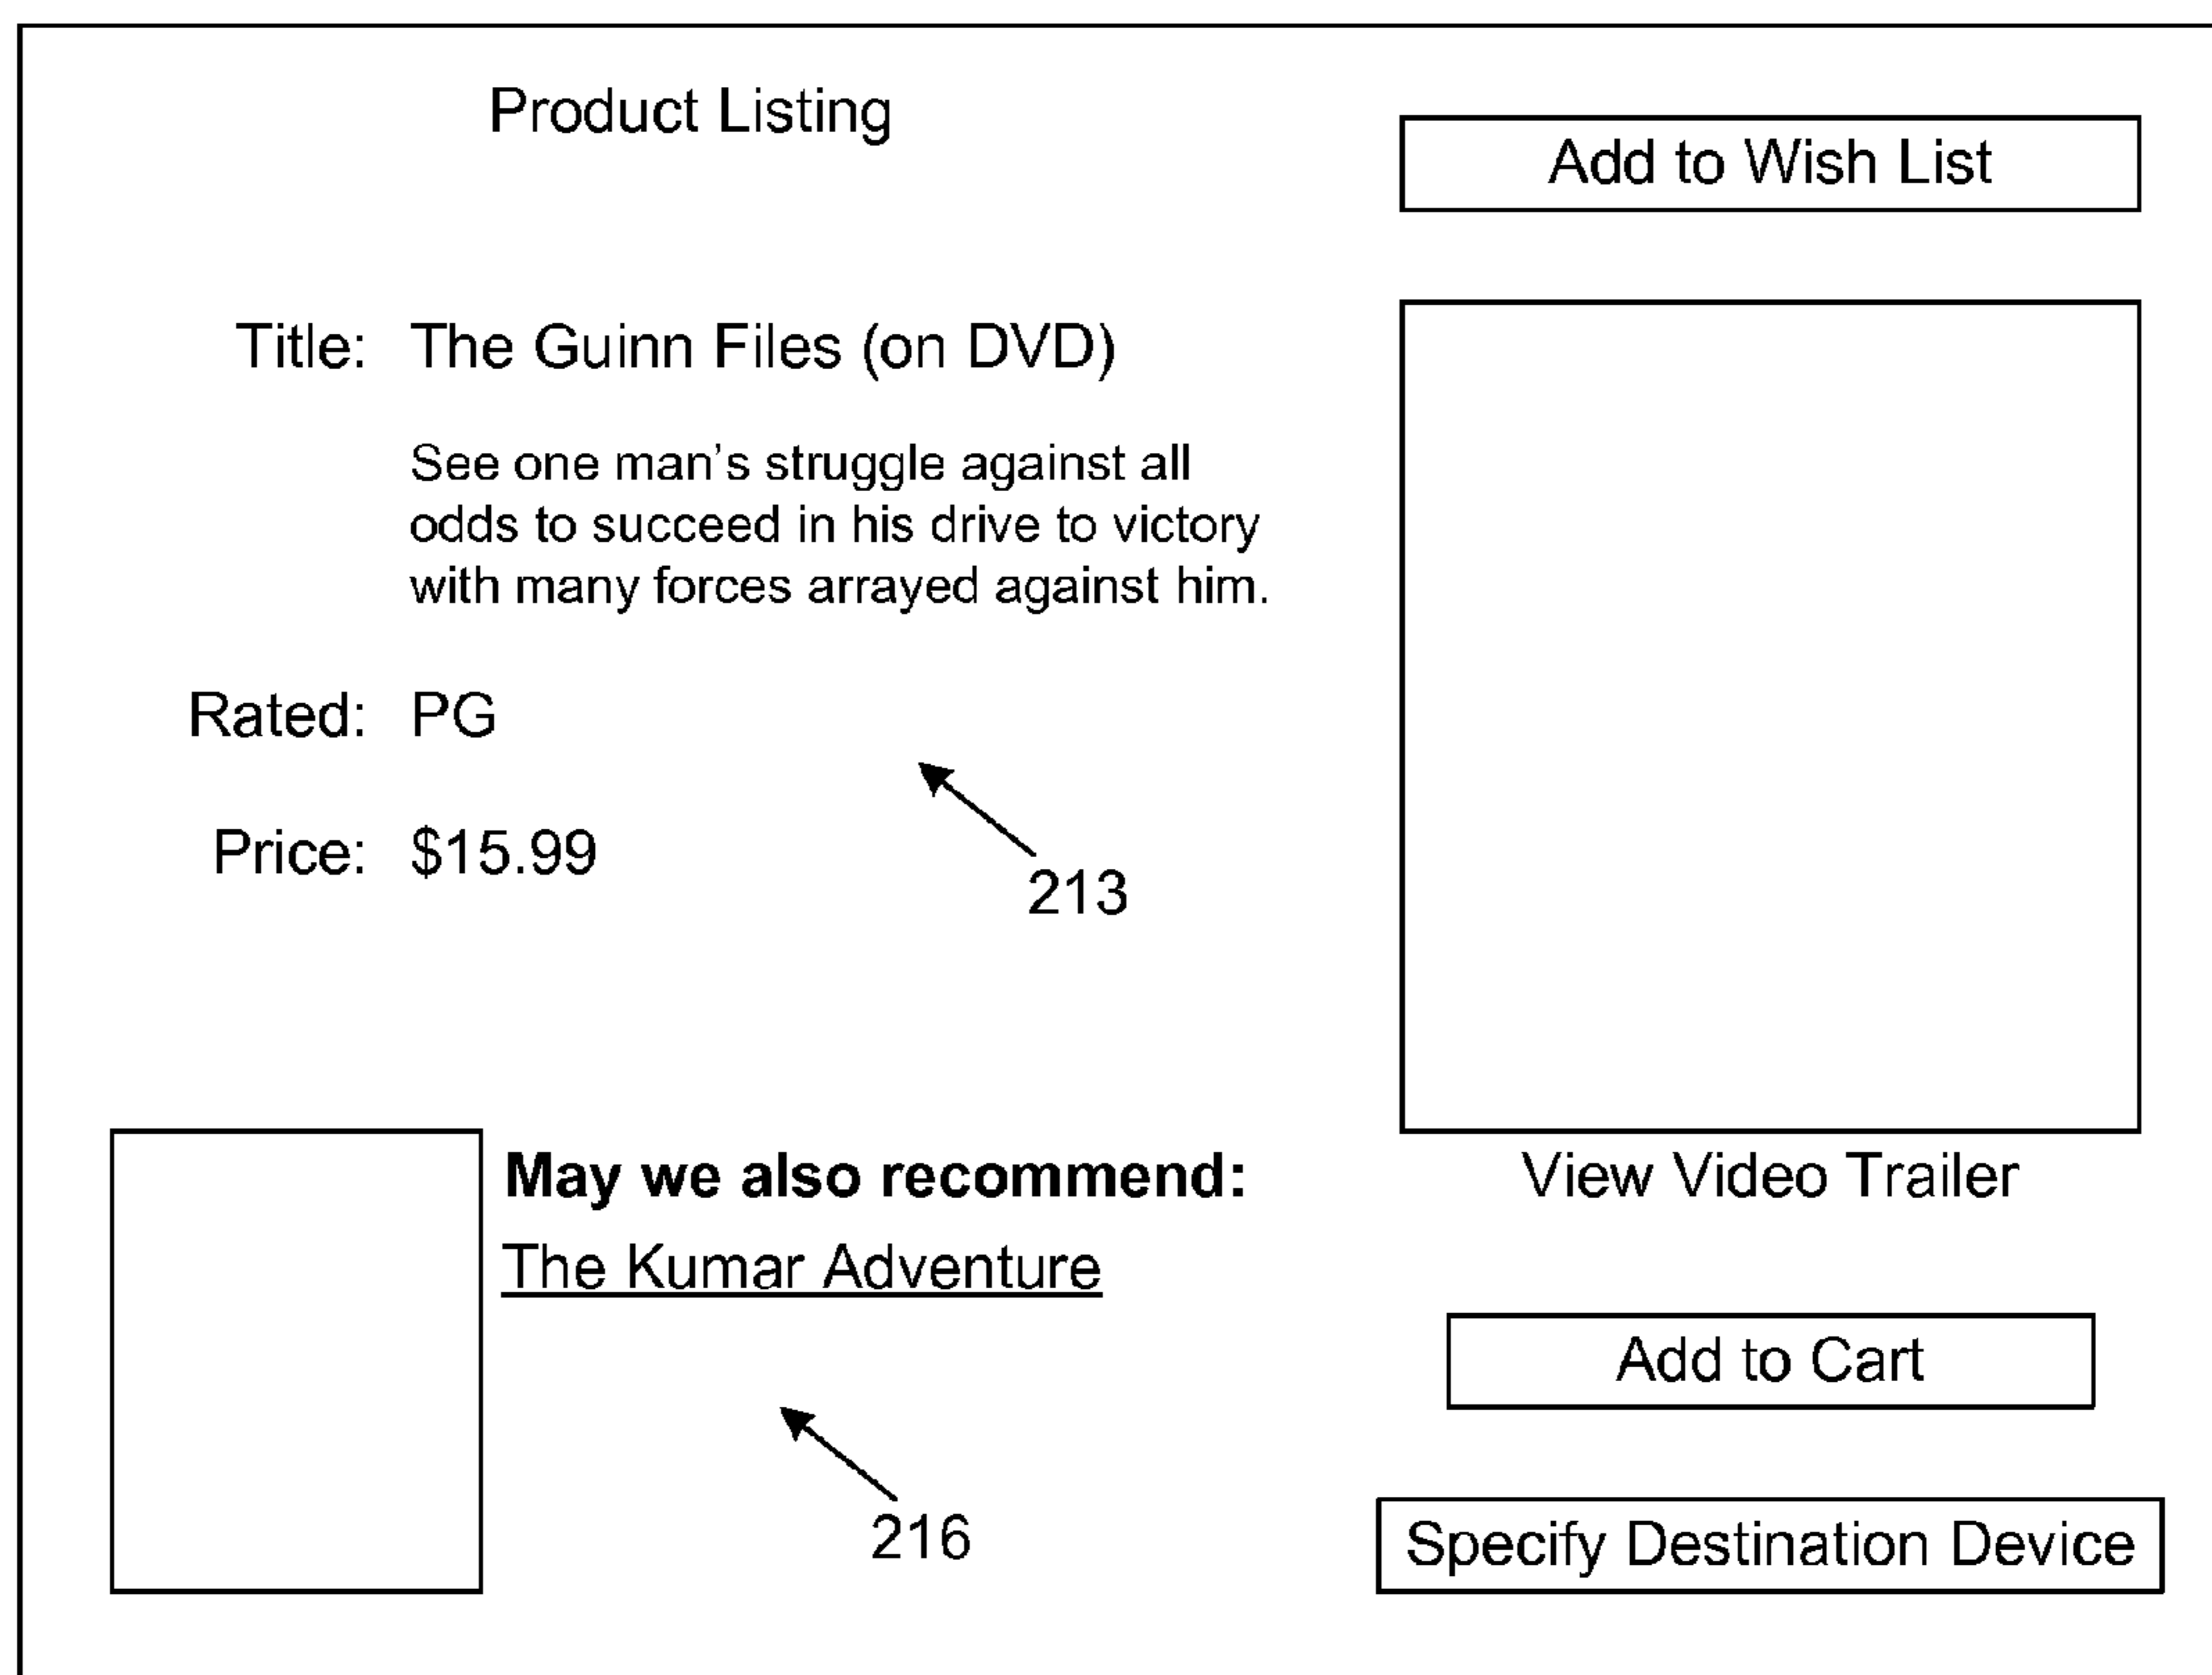 Product Listing
Add to Wish List
Title: The Guinn Files (on DVD)
See one man's struggle against all
odds to succeed in his drive to victory
with many forces arrayed against him.
Rated: PG
Price: $15.99
213
May we also recommend:
The Kumar Adventure
216
View Video Trailer
Add to Cart
Specify Destination Device